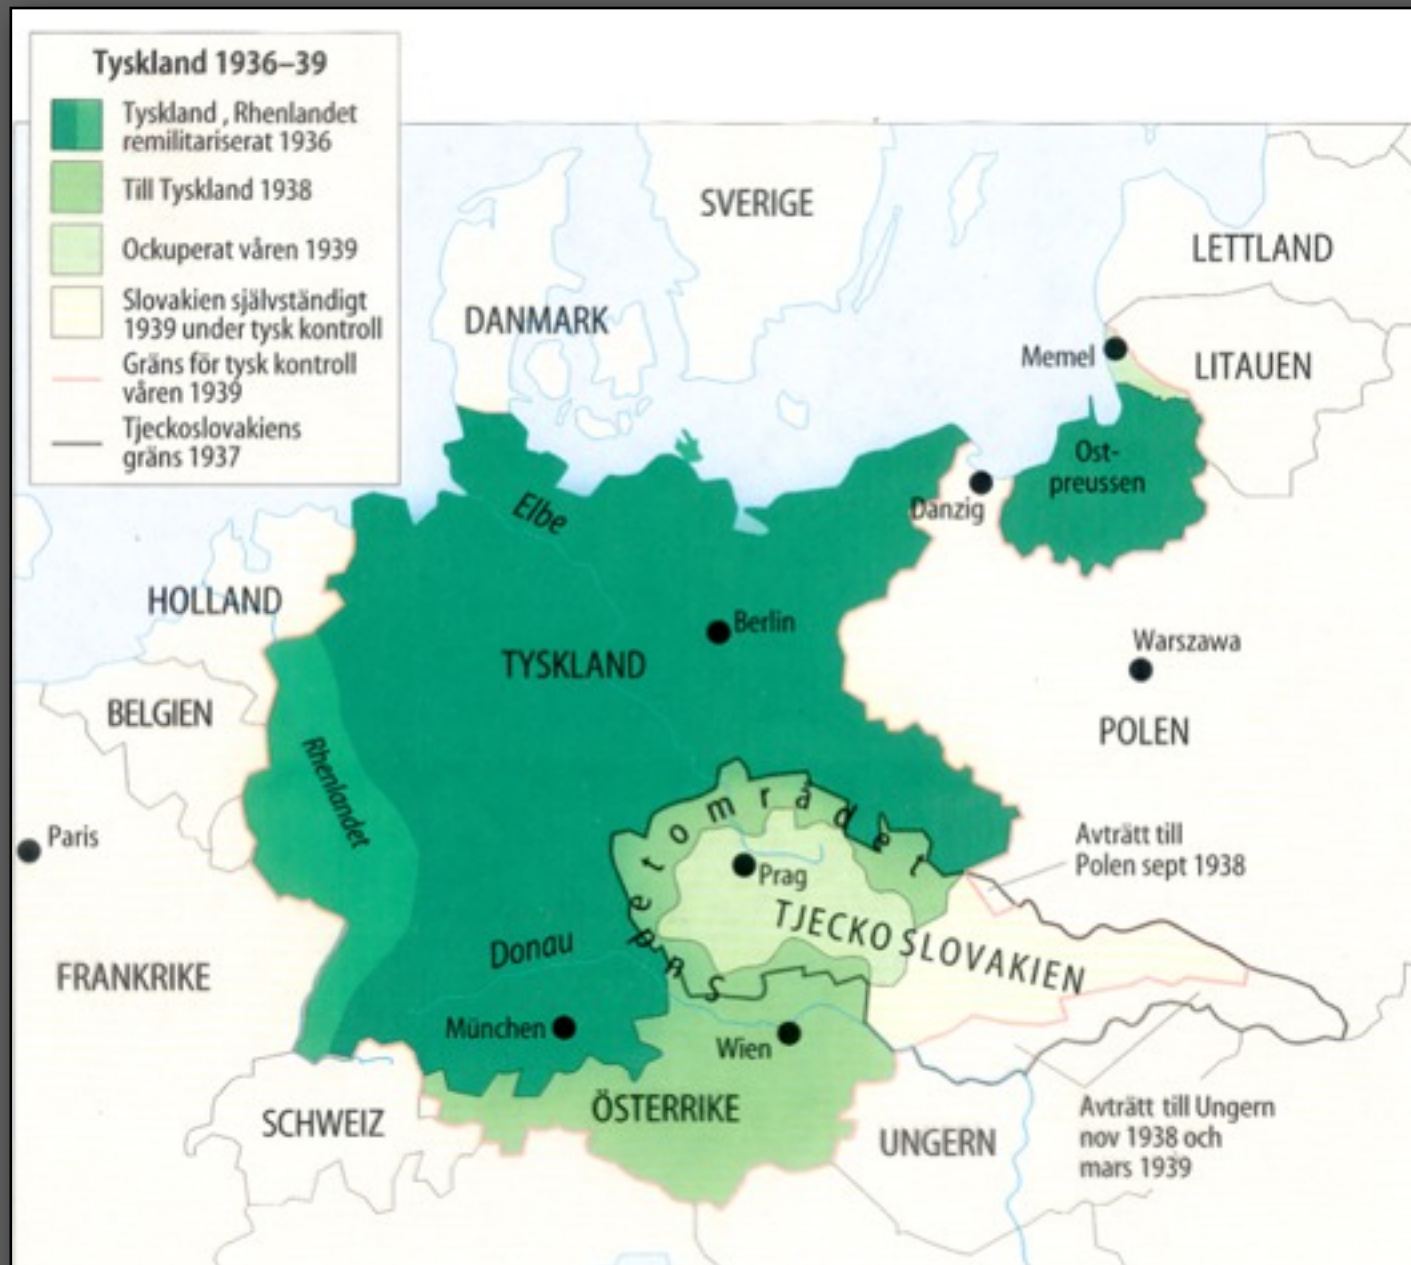 Tyskland 1936–39
Tyskland , Rhenlandet
remilitariserat 1936
Till Tyskland 1938
Ockuperat våren 1939
Slovakien självständigt
1939 under tysk kontroll
Gräns för tysk kontroll
våren 1939
Tjeckoslovakiens
gräns 1937
SVERIGE
LETTLAND
DANMARK
Memel
LITAUEN
Ost-
preussen
Elbe
Danzig
HOLLAND
Berlin
Warszawa
TYSKLAND
BELGIEN
POLEN
Rhenlandet
Paris
Avträtt till
Polen sept 1938
Sudetområdet
Prag
TJECKOSLOVAKIEN
Donau
FRANKRIKE
München
Wien
ÖSTERRIKE
SCHWEIZ
UNGERN
Avträtt till Ungern
nov 1938 och
mars 1939